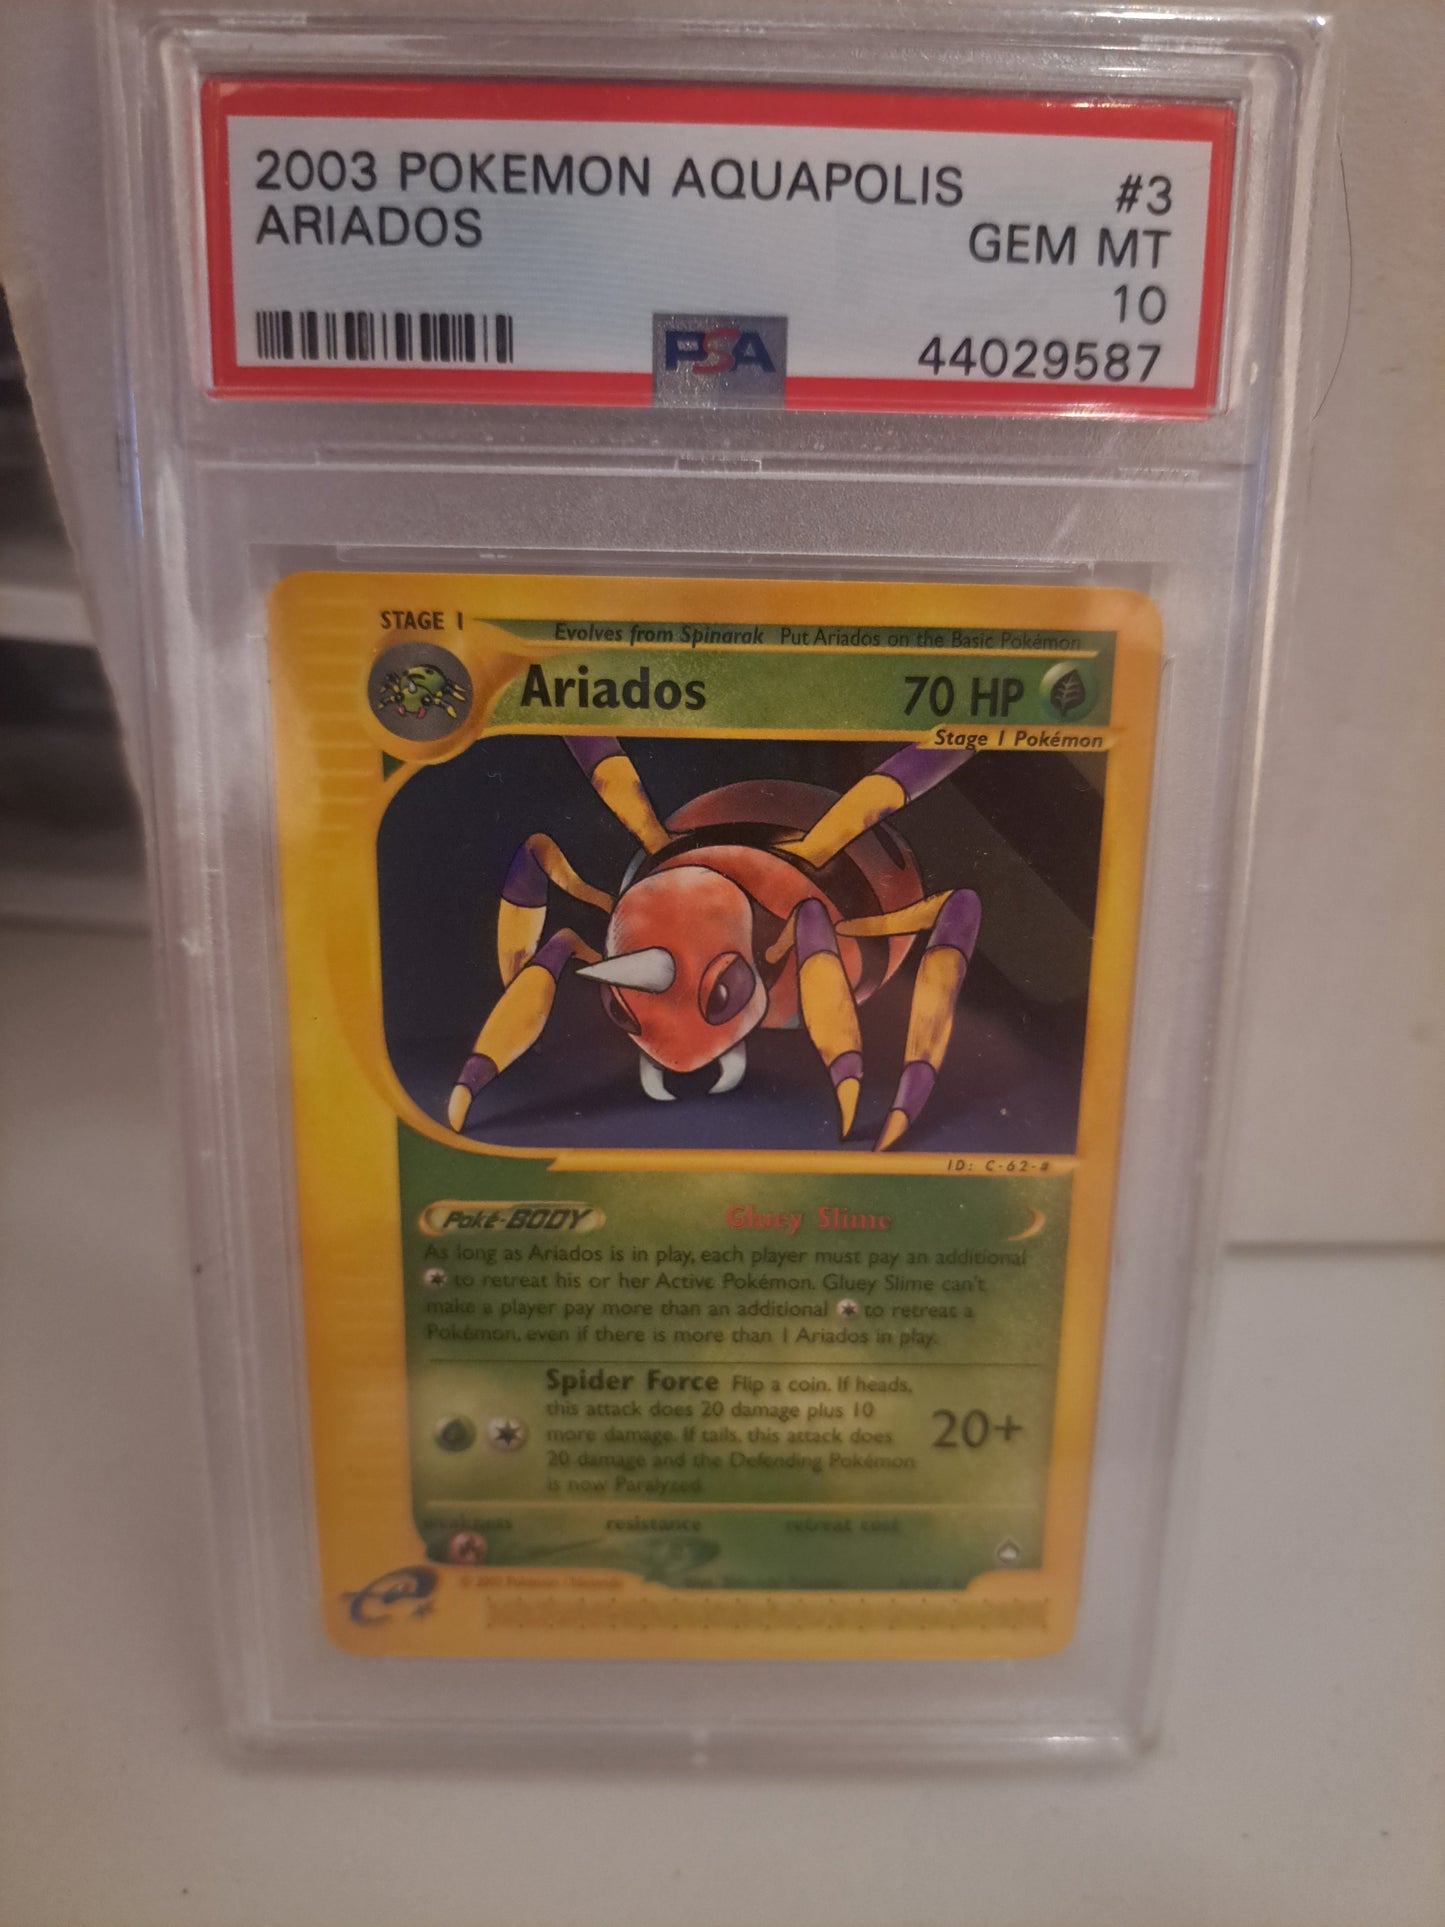 2003 POKEMON AQUAPOLIS #3
ARIADOS GEM MT
10
PSA 44029587
STAGE 1
Evolves from Spinarak Put Ariados on the Basic Pokémon
Ariados 70 HP
Stage 1 Pokémon
ID: C-62-#
Poké-BODY Gluey Slime
As long as Ariados is in play, each player must pay an additional
to retreat his or her Active Pokémon. Gluey Slime can't
make a player pay more than an additional to retreat a
Pokémon, even if there is more than 1 Ariados in play.
Spider Force Flip a coin. If heads,
this attack does 20 damage plus 10
more damage. If tails, this attack does
20 damage and the Defending Pokémon
is now Paralyzed.
20+
weakness resistance retreat cost
e